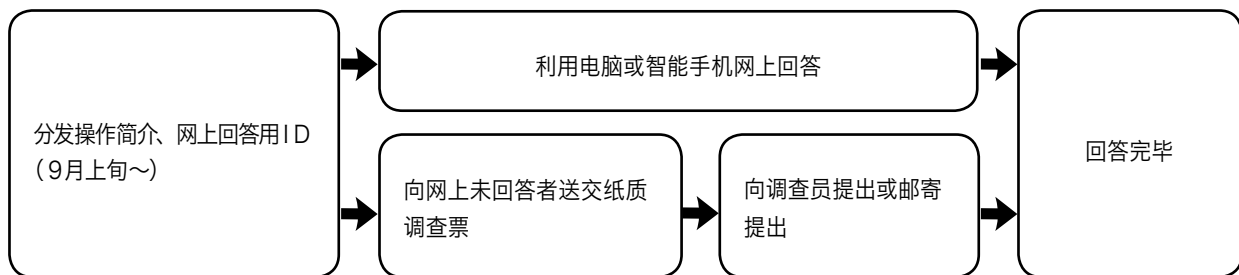 分发操作简介、网上回答用ID
(9月上旬～)
利用电脑或智能手机网上回答
向网上未回答者送交纸质
调查票
向调查员提出或邮寄
提出
回答完毕